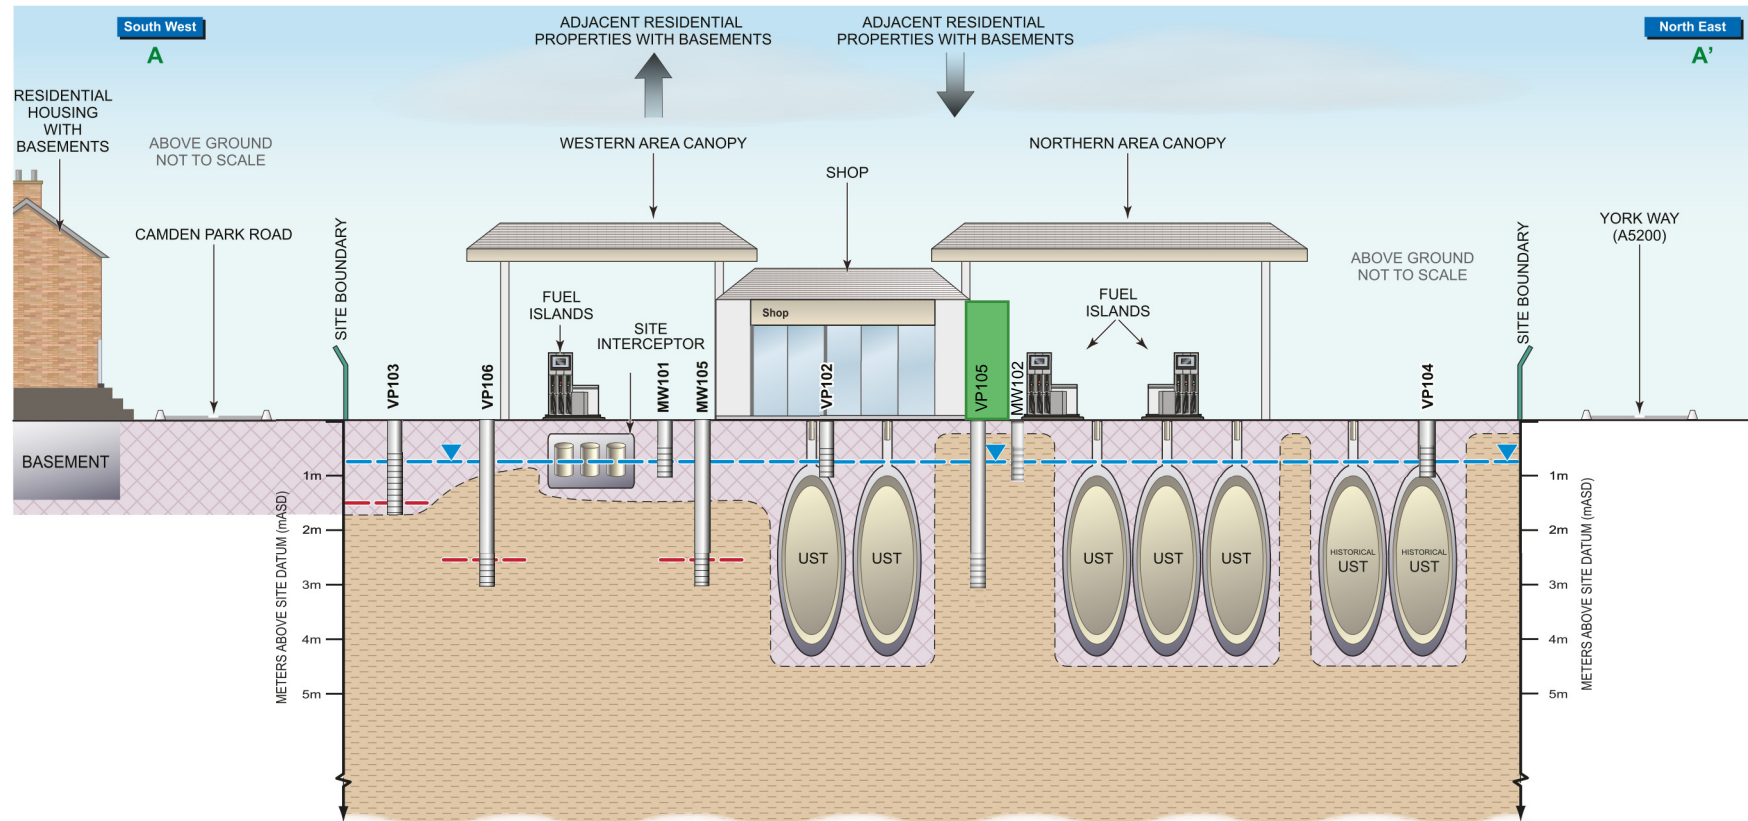 South West
A
ADJACENT RESIDENTIAL
PROPERTIES WITH BASEMENTS
ADJACENT RESIDENTIAL
PROPERTIES WITH BASEMENTS
North East
A’
RESIDENTIAL
HOUSING
WITH
BASEMENTS
ABOVE GROUND
NOT TO SCALE
WESTERN AREA CANOPY
SHOP
NORTHERN AREA CANOPY
CAMDEN PARK ROAD
SITE BOUNDARY
FUEL
ISLANDS
SITE
INTERCEPTOR
Shop
FUEL
ISLANDS
ABOVE GROUND
NOT TO SCALE
SITE BOUNDARY
YORK WAY
(A5200)
VP103
VP106
MW101
MW105
VP102
VP105
MW102
VP104
BASEMENT
METERS ABOVE SITE DATUM (mASD)
1m
2m
3m
4m
5m
UST
UST
UST
UST
UST
HISTORICAL
UST
HISTORICAL
UST
1m
2m
3m
4m
5m
METERS ABOVE SITE DATUM (mASD)